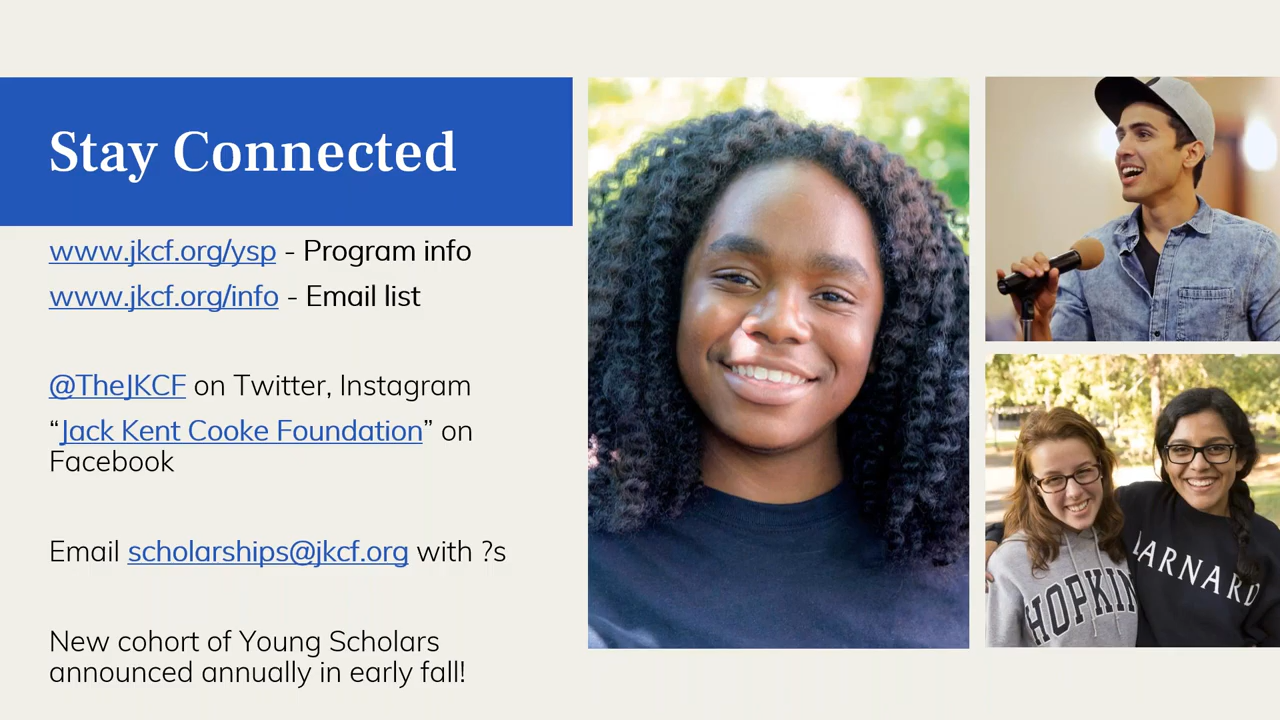 Stay Connected
www.jkcf.org/ysp - Program info
www.jkcf.org/info - Email list
@TheJKCF on Twitter, Instagram
“Jack Kent Cooke Foundation” on
Facebook
Email scholarships@jkcf.org with ?s
New cohort of Young Scholars
announced annually in early fall!
HOPKIN
BARNARD